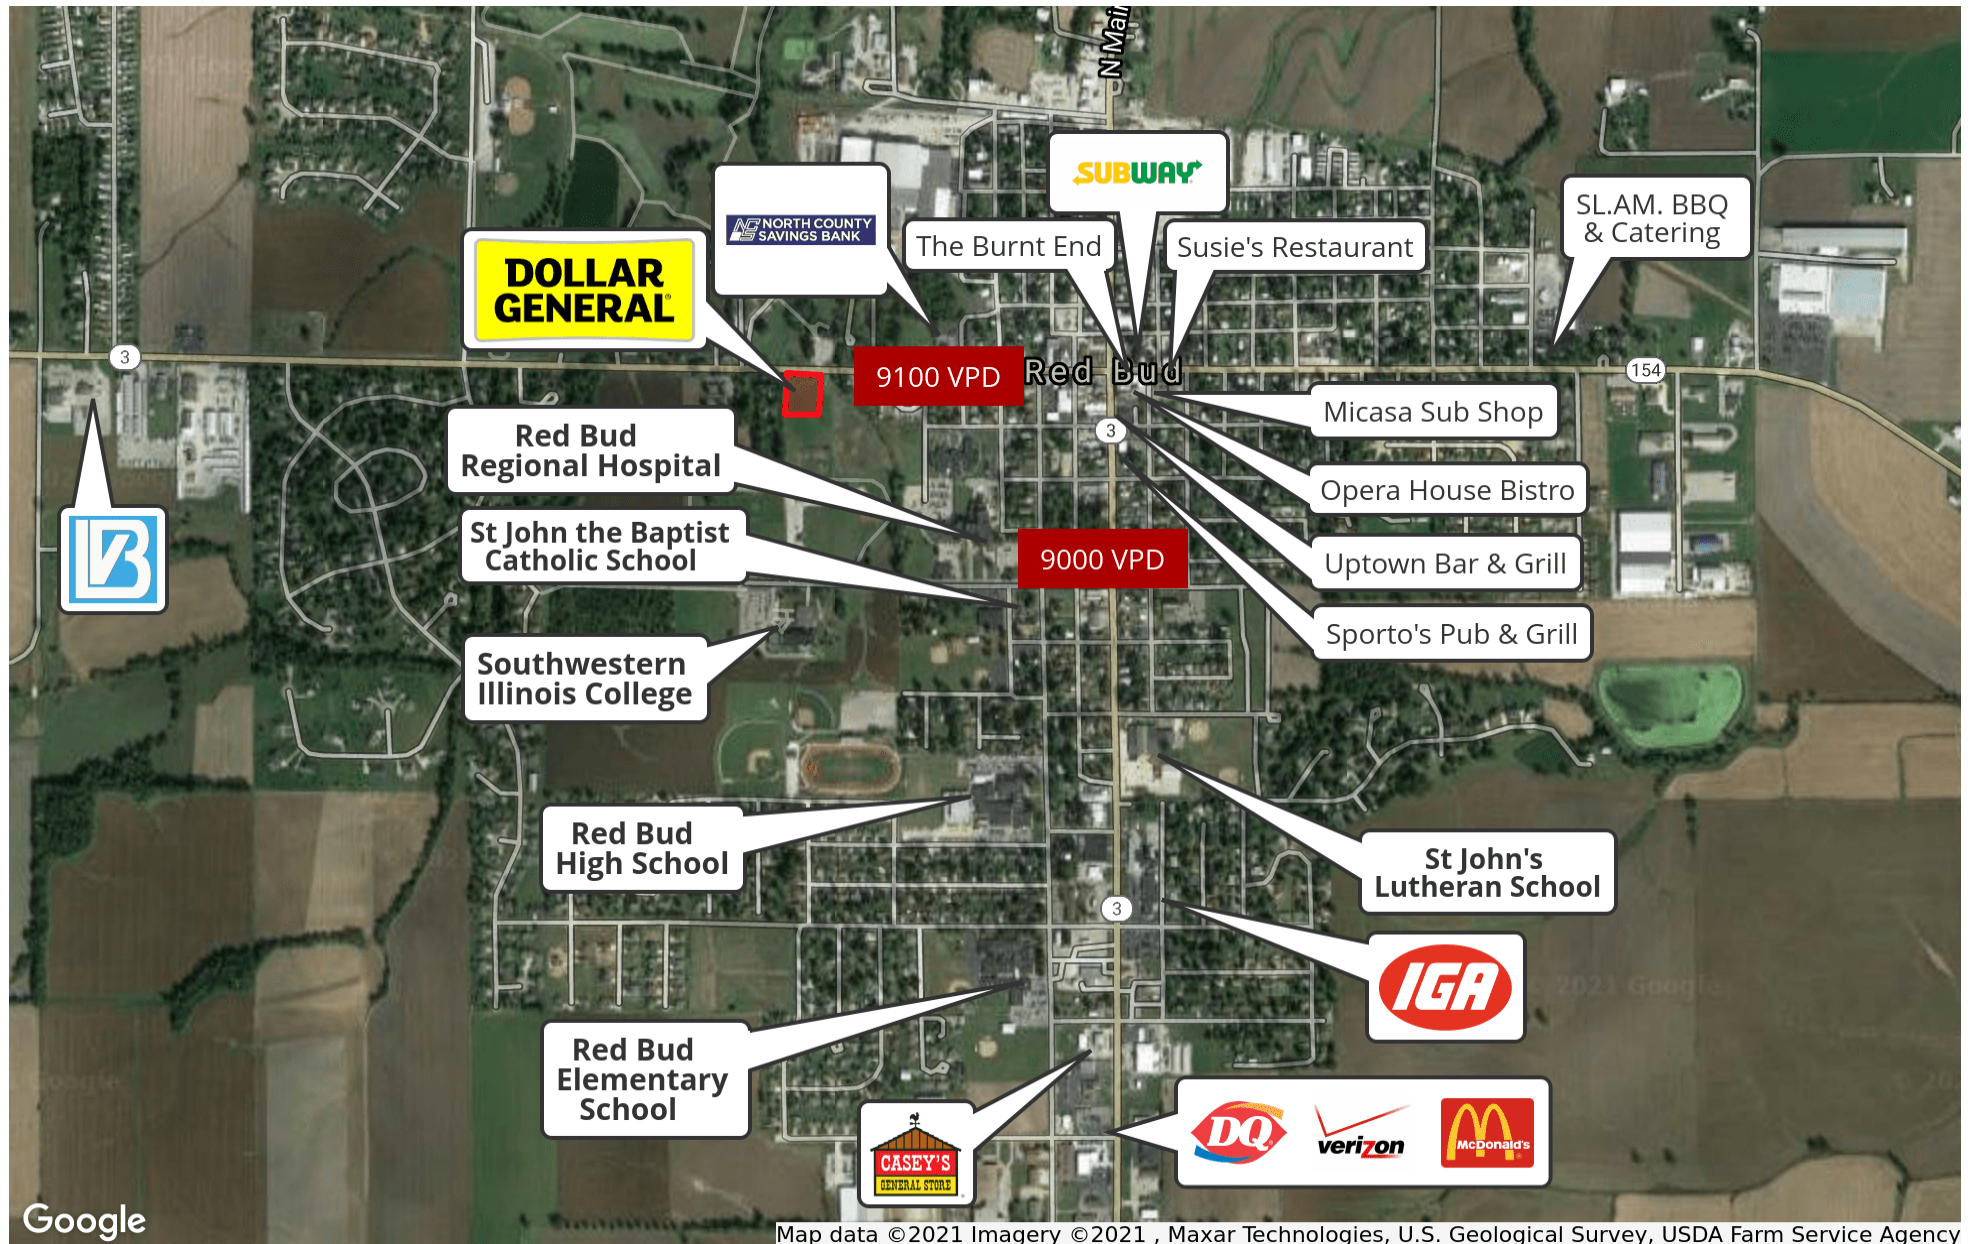 N Mai
SUBWAY
NORTH COUNTY
SAVINGS BANK
SL.AM. BBQ
& Catering
The Burnt End
Susie's Restaurant
DOLLAR
GENERAL
3
9100 VPD
Red Bud
154
Micasa Sub Shop
3
Red Bud
Regional Hospital
Opera House Bistro
St John the Baptist
Catholic School
9000 VPD
Uptown Bar & Grill
Sporto's Pub & Grill
Southwestern
Illinois College
Red Bud
High School
St John's
Lutheran School
3
IGA
Red Bud
Elementary
School
CASEY'S
GENERAL STORE
DQ
verizon
McDonald's
Google
Map data ©2021 Imagery ©2021 , Maxar Technologies, U.S. Geological Survey, USDA Farm Service Agency